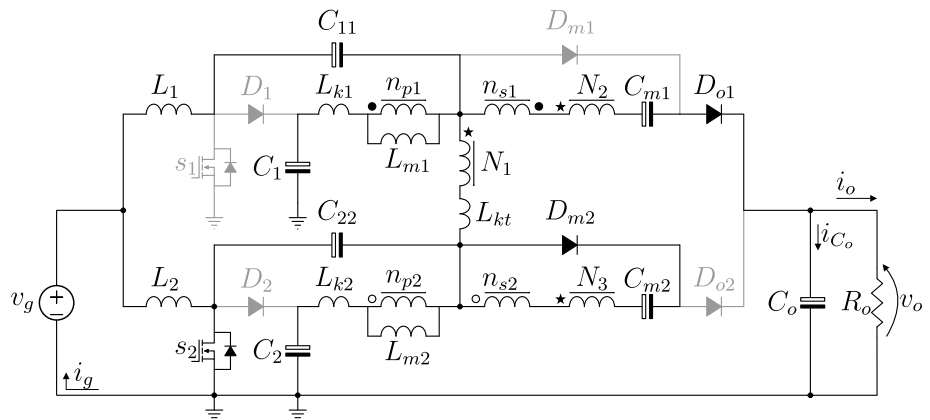 C11 Dm1
L1 D1 Lk1 np1 ns1 N2 Cm1 Do1
s1 C1 Lm1 N1
Lkt
io
C22 Dm2
iCo
L2 D2 Lk2 np2 ns2 N3 Cm2 Do2
vg Co Ro vo
s2 C2 Lm2
ig